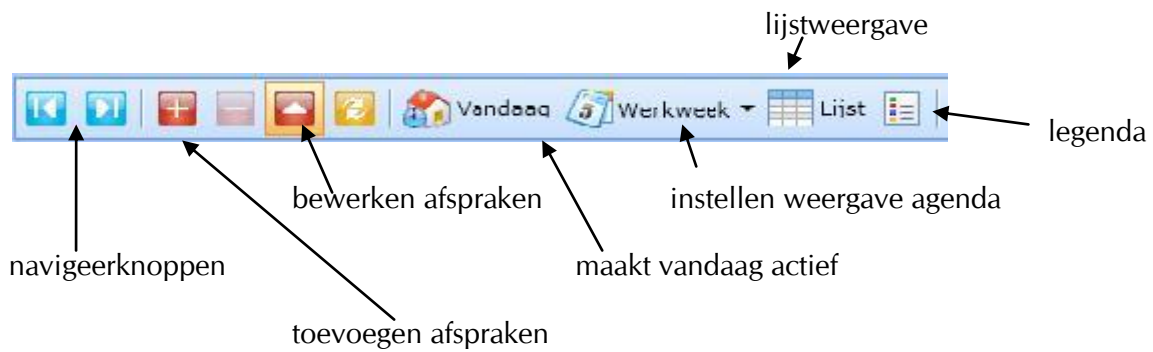 lijstweergave
Vandaag Werkweek Lijst
legenda
bewerken afspraken
instellen weergave agenda
navigeerknoppen
maakt vandaag actief
toevoegen afspraken